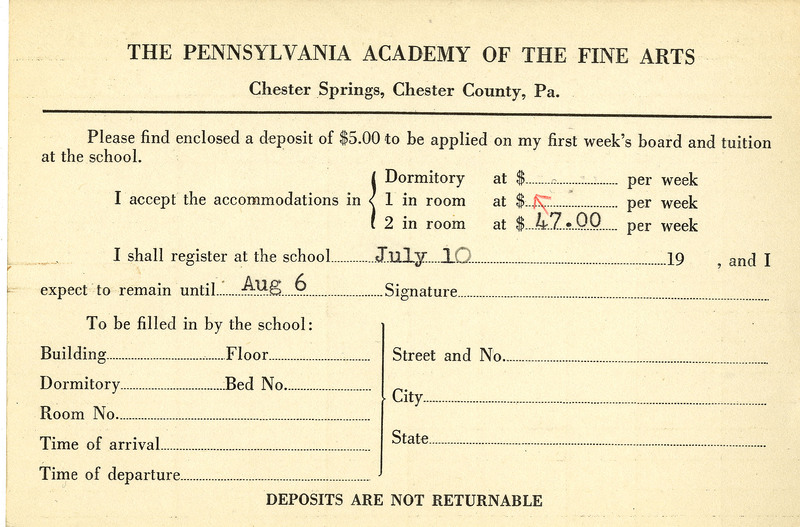 THE PENNSYLVANIA ACADEMY OF THE FINE ARTS
Chester Springs, Chester County, Pa.
Please find enclosed a deposit of $5.00 to be applied on my first week's board and tuition
at the school.
I accept the accommodations in
Dormitory at $ per week
1 in room at $ per week
2 in room at $ 47.00 per week
I shall register at the school July 10 19 , and I
expect to remain until Aug 6 Signature
To be filled in by the school:
Building Floor
Dormitory Bed No.
Room No.
Time of arrival
Time of departure
Street and No.
City
State
DEPOSITS ARE NOT RETURNABLE